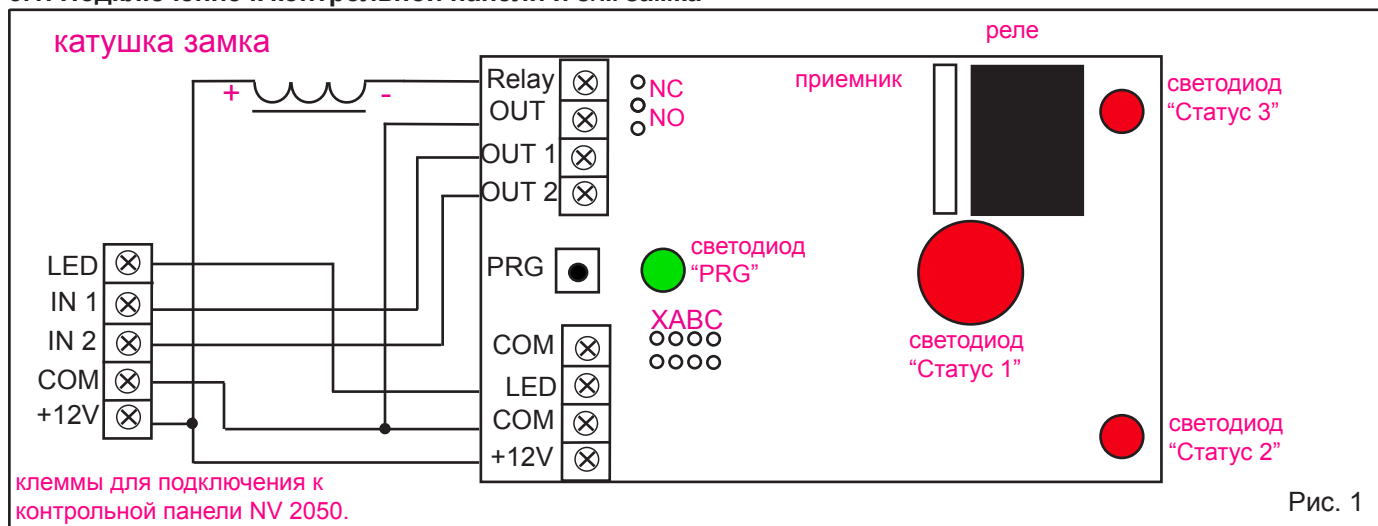 катушка замка
реле
+
-
Relay
OUT
OUT 1
OUT 2
NC
NO
приемник
светодиод
“Статус 3”
LED
IN 1
IN 2
COM
+12V
PRG
светодиод
“PRG”
XABC
светодиод
“Статус 1”
COM
LED
COM
+12V
светодиод
“Статус 2”
клеммы для подключения к
контрольной панели NV 2050.
Рис. 1